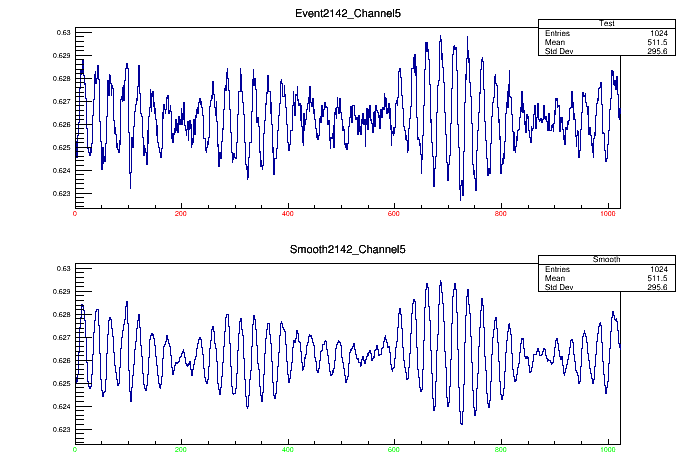 Event2142_Channel5
Test
Entries 1024
Mean 511.5
Std Dev 295.6
0.63
0.629
0.628
0.627
0.626
0.625
0.624
0.623
0 200 400 600 800 1000
Smooth2142_Channel5
Smooth
Entries 1024
Mean 511.5
Std Dev 295.6
0.63
0.629
0.628
0.627
0.626
0.625
0.624
0.623
0 200 400 600 800 1000